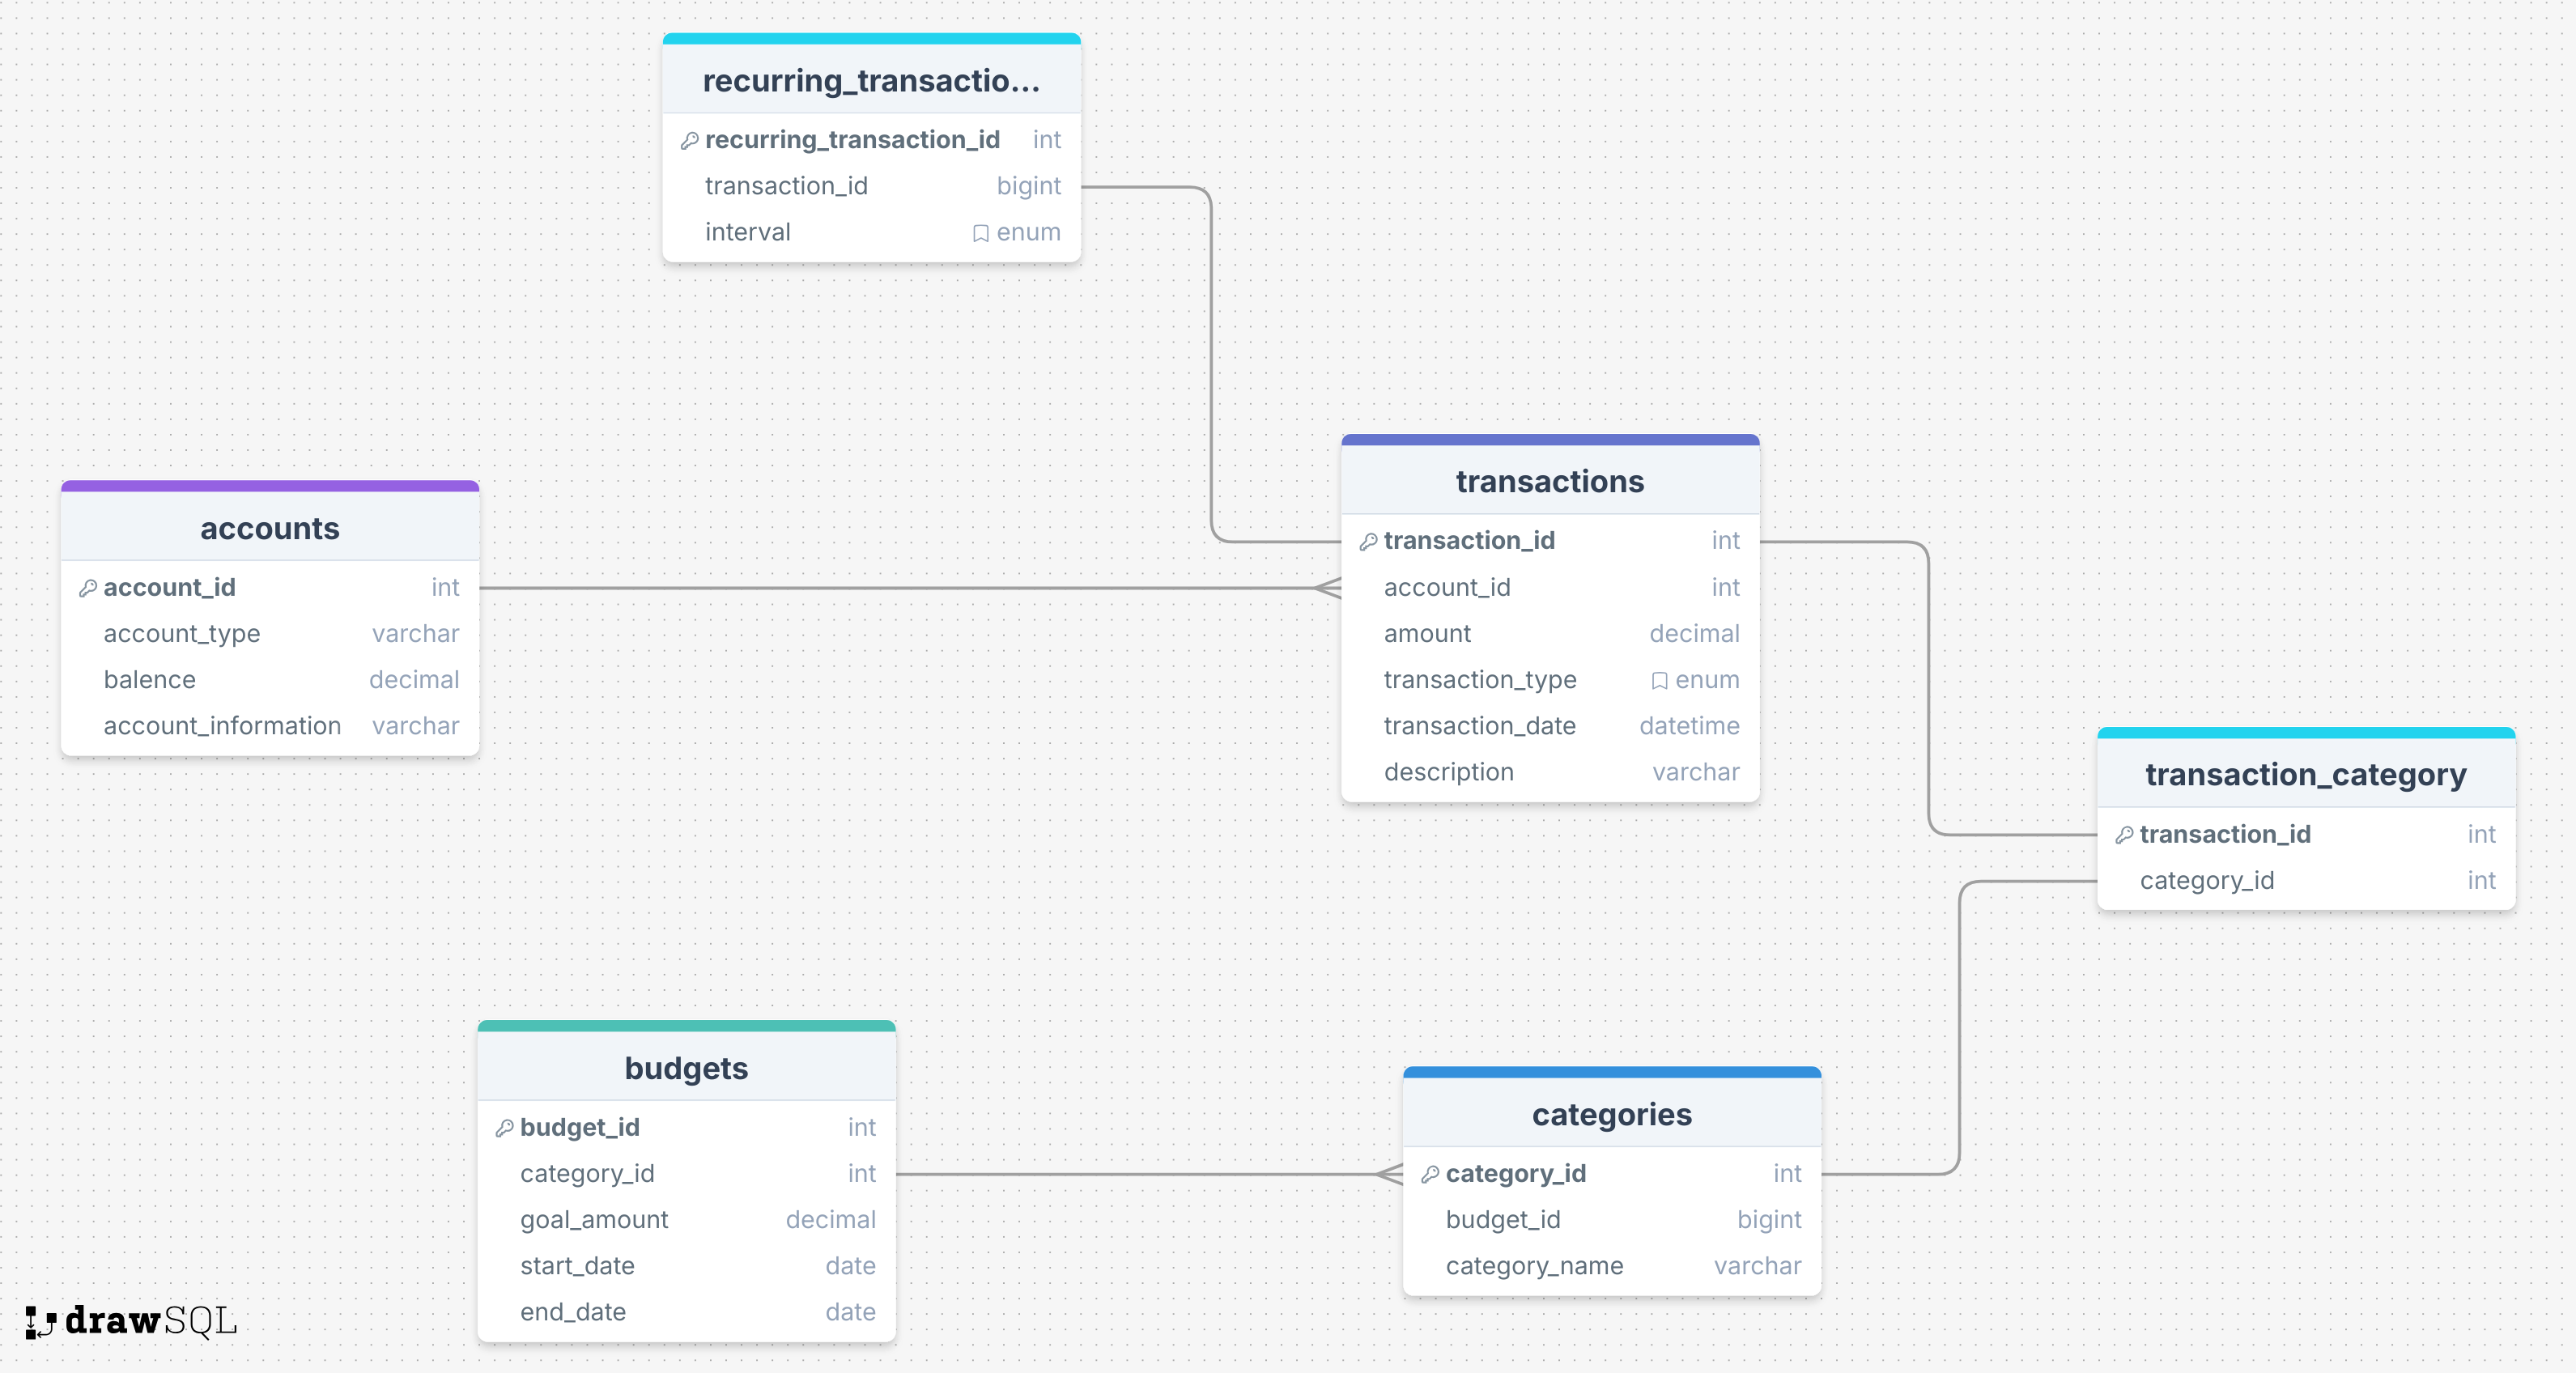 recurring_transactio...
recurring_transaction_id int
transaction_id bigint
interval enum
transactions
transaction_id int
account_id int
amount decimal
transaction_type enum
transaction_date datetime
description varchar
accounts
account_id int
account_type varchar
balence decimal
account_information varchar
transaction_category
transaction_id int
category_id int
budgets
budget_id int
category_id int
goal_amount decimal
start_date date
end_date date
categories
category_id int
budget_id bigint
category_name varchar
drawSQL